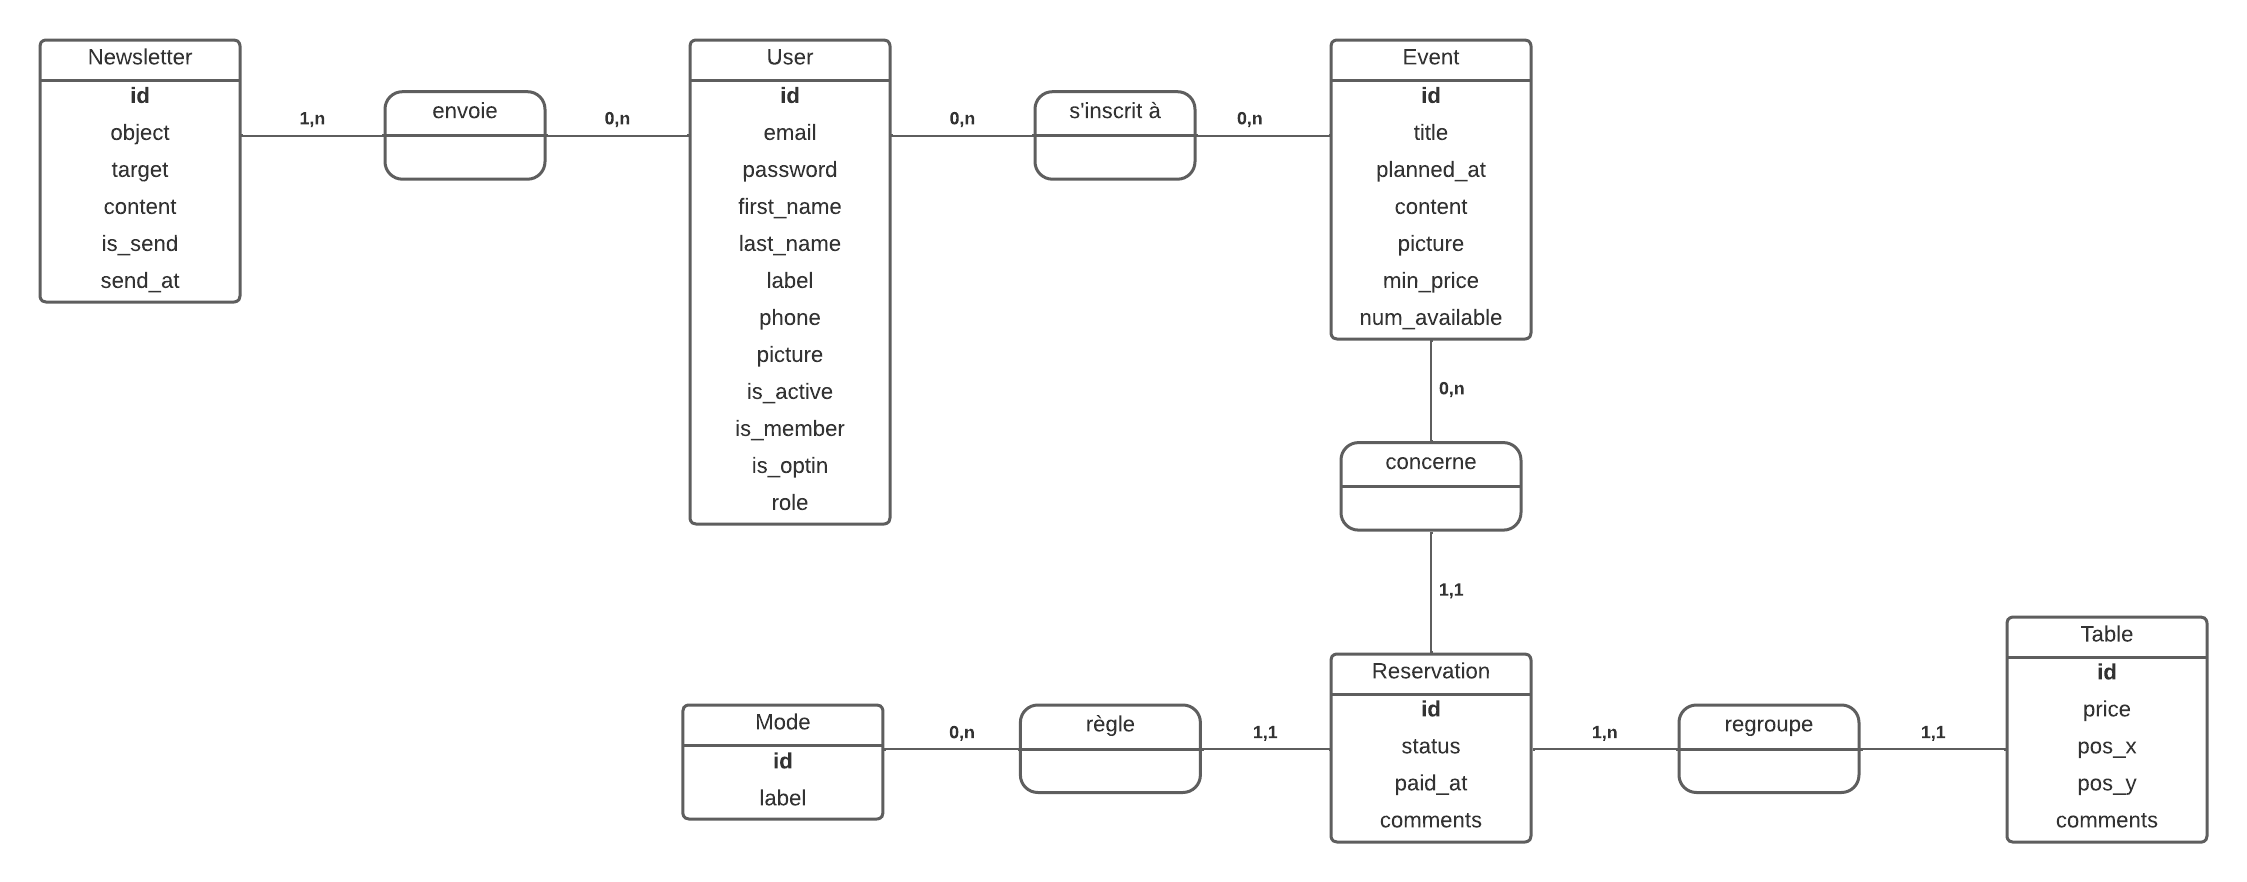 Newsletter
id
object
target
content
is_send
send_at
1,n
envoie
0,n
User
id
email
password
first_name
last_name
label
phone
picture
is_active
is_member
is_optin
role
0,n
s'inscrit à
0,n
Event
id
title
planned_at
content
picture
min_price
num_available
0,n
concerne
1,1
Mode
id
label
0,n
règle
1,1
Reservation
id
status
paid_at
comments
1,n
regroupe
1,1
Table
id
price
pos_x
pos_y
comments